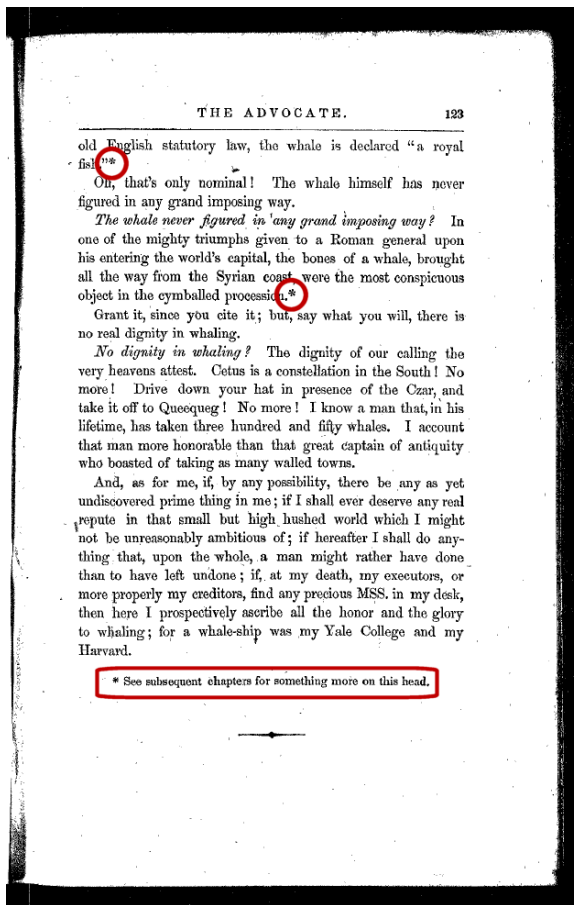 THE ADVOCATE. 123
old English statutory law, the whale is declared “a royal
fish”*
Oh, that's only nominal! The whale himself has never
figured in any grand imposing way.
The whale never figured in any grand imposing way? In
one of the mighty triumphs given to a Roman general upon
his entering the world's capital, the bones of a whale, brought
all the way from the Syrian coast, were the most conspicuous
object in the cymballed procession.*
Grant it, since you cite it; but, say what you will, there is
no real dignity in whaling.
No dignity in whaling? The dignity of our calling the
very heavens attest. Cetus is a constellation in the South! No
more! Drive down your hat in presence of the Czar, and
take it off to Queequeg! No more! I know a man that, in his
lifetime, has taken three hundred and fifty whales. I account
that man more honorable than that great captain of antiquity
who boasted of taking as many walled towns.
And, as for me, if, by any possibility, there be any as yet
undiscovered prime thing in me; if I shall ever deserve any real
repute in that small but high hushed world which I might
not be unreasonably ambitious of; if hereafter I shall do any-
thing that, upon the whole, a man might rather have done
than to have left undone; if, at my death, my executors, or
more properly my creditors, find any precious MSS. in my desk,
then here I prospectively ascribe all the honor and the glory
to whaling; for a whale-ship was my Yale College and my
Harvard.
* See subsequent chapters for something more on this head.